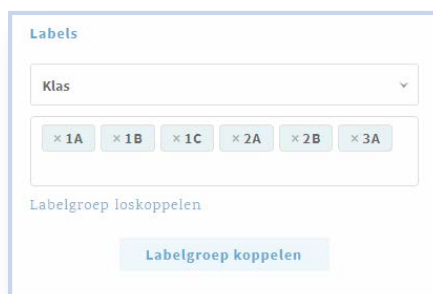 Labels
Klas
× 1A × 1B × 1C × 2A × 2B × 3A
Labelgroep loskoppelen
Labelgroep koppelen